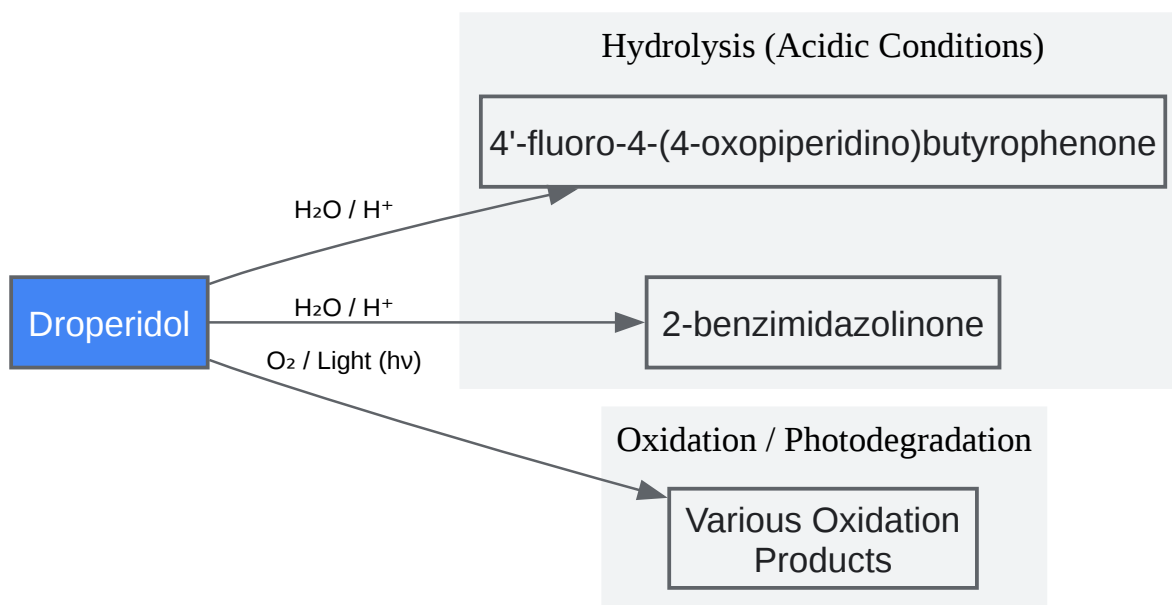 Hydrolysis (Acidic Conditions)
4'-fluoro-4-(4-oxopiperidino)butyrophenone
H₂O / H⁺
Droperidol
H₂O / H⁺
2-benzimidazolinone
O₂ / Light (hν)
Oxidation / Photodegradation
Various Oxidation
Products